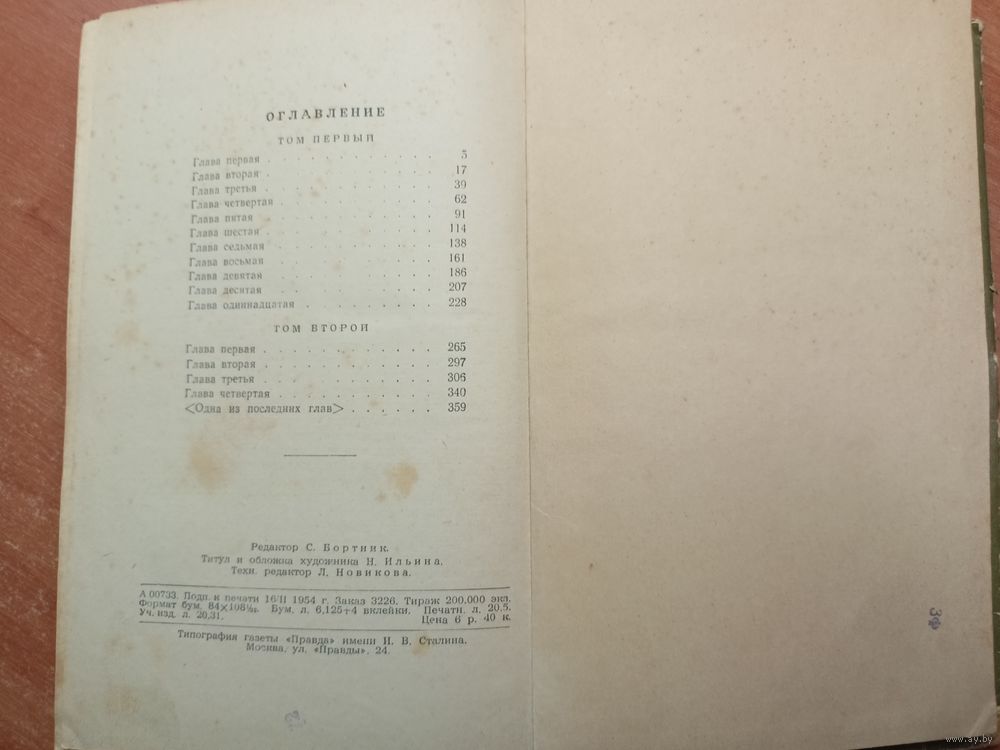 ОГЛАВЛЕНИЕ
ТОМ ПЕРВЫЙ
Глава первая . . . . . . . . . . . 5
Глава вторая . . . . . . . . . . . 17
Глава третья . . . . . . . . . . . 39
Глава четвертая . . . . . . . . . . 62
Глава пятая . . . . . . . . . . . 91
Глава шестая . . . . . . . . . . . 114
Глава седьмая . . . . . . . . . . 138
Глава восьмая . . . . . . . . . . 161
Глава девятая . . . . . . . . . . 186
Глава десятая . . . . . . . . . . 207
Глава одиннадцатая . . . . . . . . 228
ТОМ ВТОРОЙ
Глава первая . . . . . . . . . . . 265
Глава вторая . . . . . . . . . . . 297
Глава третья . . . . . . . . . . . 306
Глава четвертая . . . . . . . . . . 340
<Одна из последних глав> . . . . . . 359
Редактор С. Бортник.
Титул и обложка художника Н. Ильина.
Техн. редактор Л. Новикова.
А 00733. Подп. к печати 16/II 1954 г. Заказ 3226. Тираж 200.000 экз.
Формат бум. 84×108¹/₃₂. Бум. л. 6,125+4 вклейки. Печатн. л. 20,5.
Уч. изд. л. 20,31. Цена 6 р. 40 к.
Типография газеты «Правда» имени И. В. Сталина.
Москва, ул. «Правды», 24.
www.ay.by